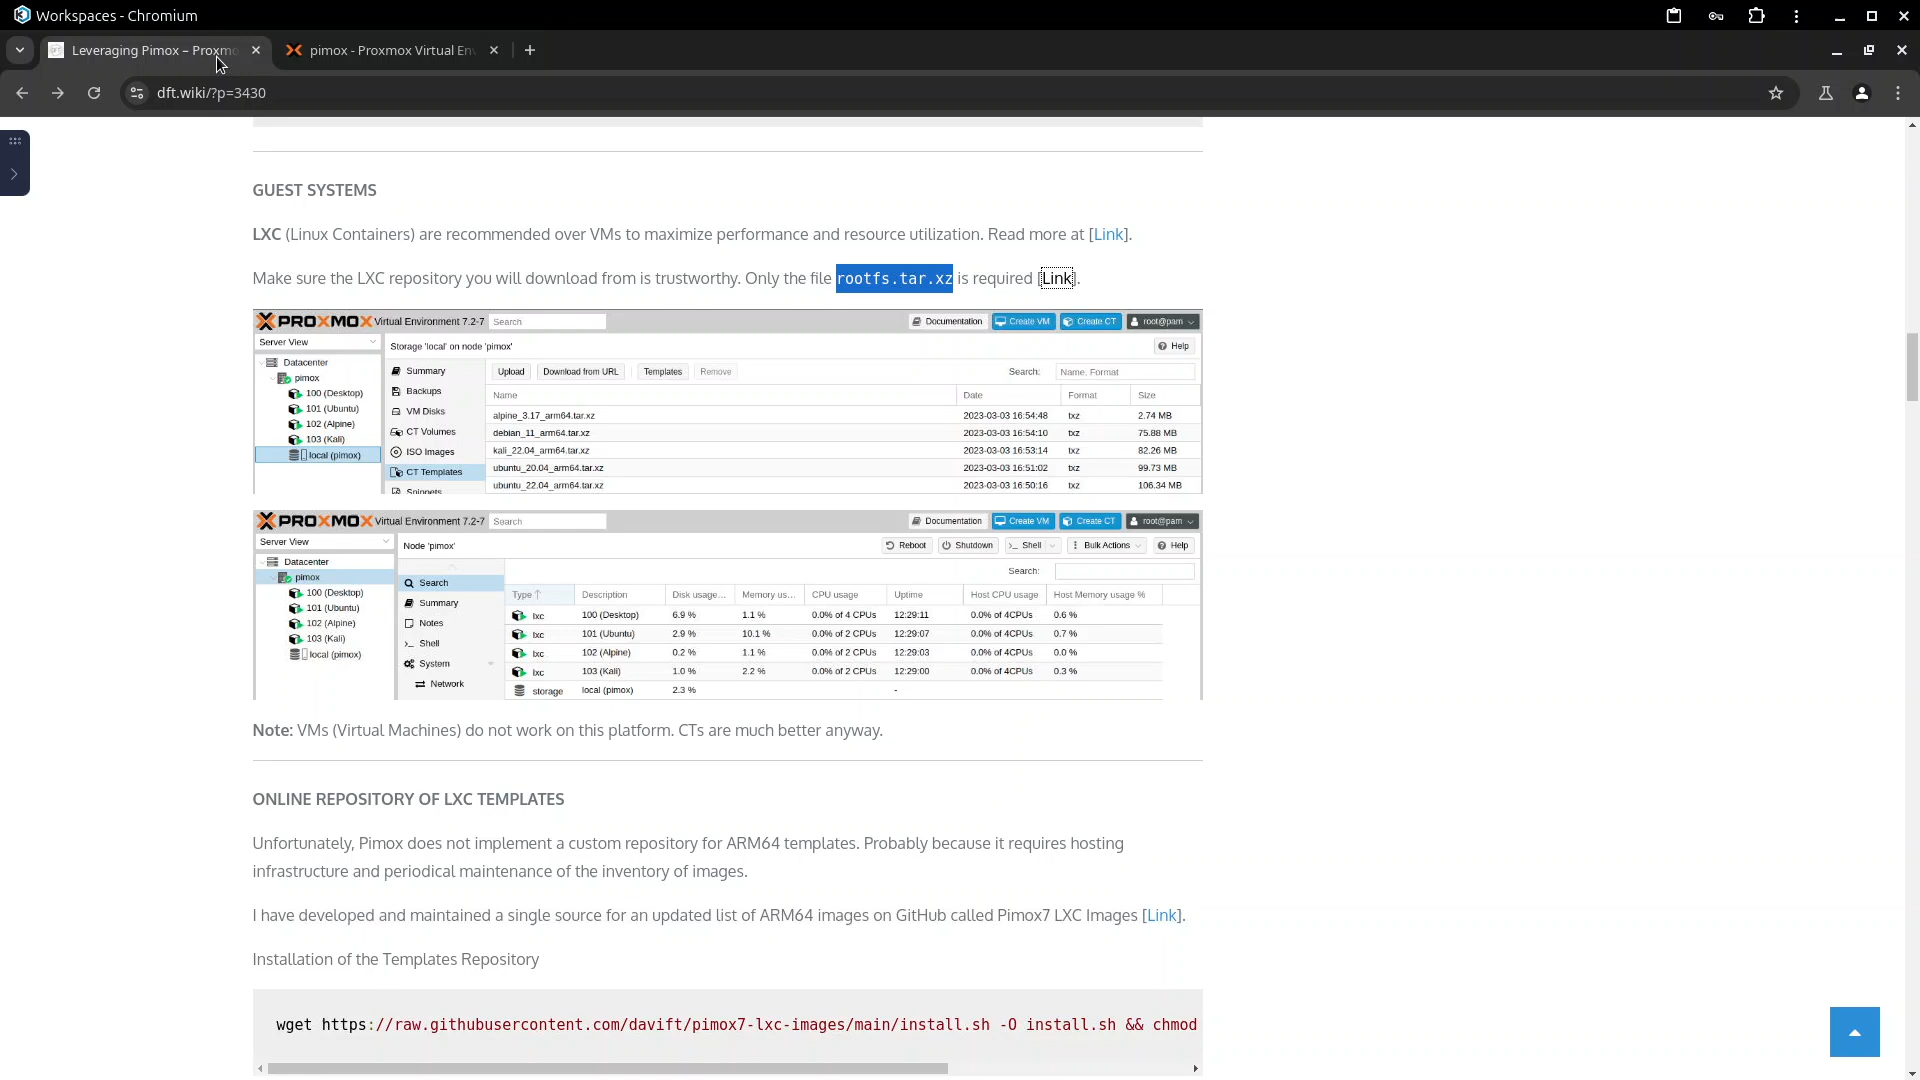 Workspaces - Chromium
Leveraging Pimox – Proxmo
pimox - Proxmox Virtual En
dft.wiki/?p=3430
GUEST SYSTEMS
LXC (Linux Containers) are recommended over VMs to maximize performance and resource utilization. Read more at [Link].
Make sure the LXC repository you will download from is trustworthy. Only the file rootfs.tar.xz is required [Link].
PROXMOX Virtual Environment 7.2-7 Search Documentation Create VM Create CT root@pam
Server View Storage 'local' on node 'pimox' Help
Datacenter
pimox
100 (Desktop)
101 (Ubuntu)
102 (Alpine)
103 (Kali)
local (pimox)
Summary
Backups
VM Disks
CT Volumes
ISO Images
CT Templates
Snippets
Upload Download from URL Templates Remove Search: Name, Format
Name Date Format Size
alpine_3.17_arm64.tar.xz 2023-03-03 16:54:48 txz 2.74 MB
debian_11_arm64.tar.xz 2023-03-03 16:54:10 txz 75.88 MB
kali_22.04_arm64.tar.xz 2023-03-03 16:53:14 txz 82.26 MB
ubuntu_20.04_arm64.tar.xz 2023-03-03 16:51:02 txz 99.73 MB
ubuntu_22.04_arm64.tar.xz 2023-03-03 16:50:16 txz 106.34 MB
PROXMOX Virtual Environment 7.2-7 Search Documentation Create VM Create CT root@pam
Server View Node 'pimox' Reboot Shutdown Shell Bulk Actions Help
Datacenter
pimox
100 (Desktop)
101 (Ubuntu)
102 (Alpine)
103 (Kali)
local (pimox)
Search
Summary
Notes
Shell
System
Network
Search:
Type Description Disk usage... Memory us... CPU usage Uptime Host CPU usage Host Memory usage %
lxc 100 (Desktop) 6.9 % 1.1 % 0.0% of 4 CPUs 12:29:11 0.0% of 4CPUs 0.6 %
lxc 101 (Ubuntu) 2.9 % 10.1 % 0.0% of 2 CPUs 12:29:07 0.0% of 4CPUs 0.7 %
lxc 102 (Alpine) 0.2 % 1.1 % 0.0% of 2 CPUs 12:29:03 0.0% of 4CPUs 0.0 %
lxc 103 (Kali) 1.0 % 2.2 % 0.0% of 2 CPUs 12:29:00 0.0% of 4CPUs 0.3 %
storage local (pimox) 2.3 % -
Note: VMs (Virtual Machines) do not work on this platform. CTs are much better anyway.
ONLINE REPOSITORY OF LXC TEMPLATES
Unfortunately, Pimox does not implement a custom repository for ARM64 templates. Probably because it requires hosting
infrastructure and periodical maintenance of the inventory of images.
I have developed and maintained a single source for an updated list of ARM64 images on GitHub called Pimox7 LXC Images [Link].
Installation of the Templates Repository
wget https://raw.githubusercontent.com/davift/pimox7-lxc-images/main/install.sh -O install.sh && chmod